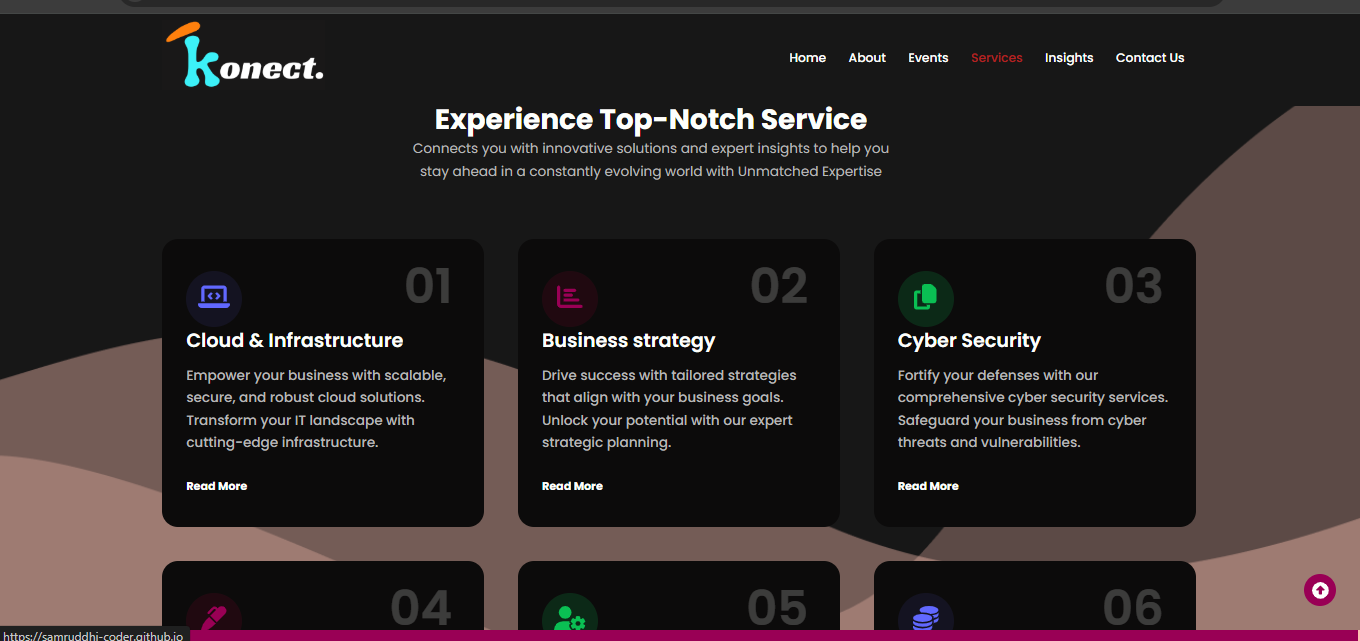 Konect.
Home About Events Services Insights Contact Us
Experience Top-Notch Service
Connects you with innovative solutions and expert insights to help you
stay ahead in a constantly evolving world with Unmatched Expertise
01
Cloud & Infrastructure
Empower your business with scalable,
secure, and robust cloud solutions.
Transform your IT landscape with
cutting-edge infrastructure.
Read More
02
Business strategy
Drive success with tailored strategies
that align with your business goals.
Unlock your potential with our expert
strategic planning.
Read More
03
Cyber Security
Fortify your defenses with our
comprehensive cyber security services.
Safeguard your business from cyber
threats and vulnerabilities.
Read More
04
05
06
https://samruddhi-coder.github.io